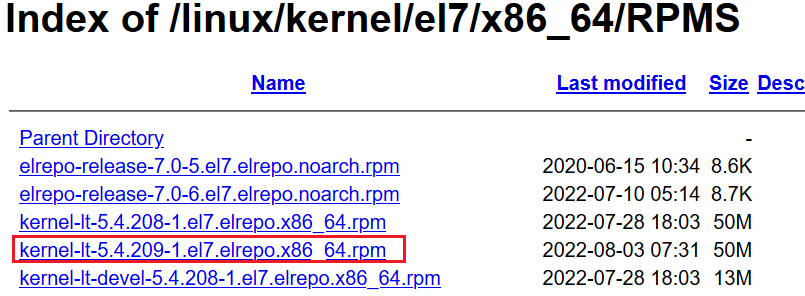 Index of /linux/kernel/el7/x86_64/RPMS
Name Last modified Size Desc
Parent Directory -
elrepo-release-7.0-5.el7.elrepo.noarch.rpm 2020-06-15 10:34 8.6K
elrepo-release-7.0-6.el7.elrepo.noarch.rpm 2022-07-10 05:14 8.7K
kernel-lt-5.4.208-1.el7.elrepo.x86_64.rpm 2022-07-28 18:03 50M
kernel-lt-5.4.209-1.el7.elrepo.x86_64.rpm 2022-08-03 07:31 50M
kernel-lt-devel-5.4.208-1.el7.elrepo.x86_64.rpm 2022-07-28 18:03 13M